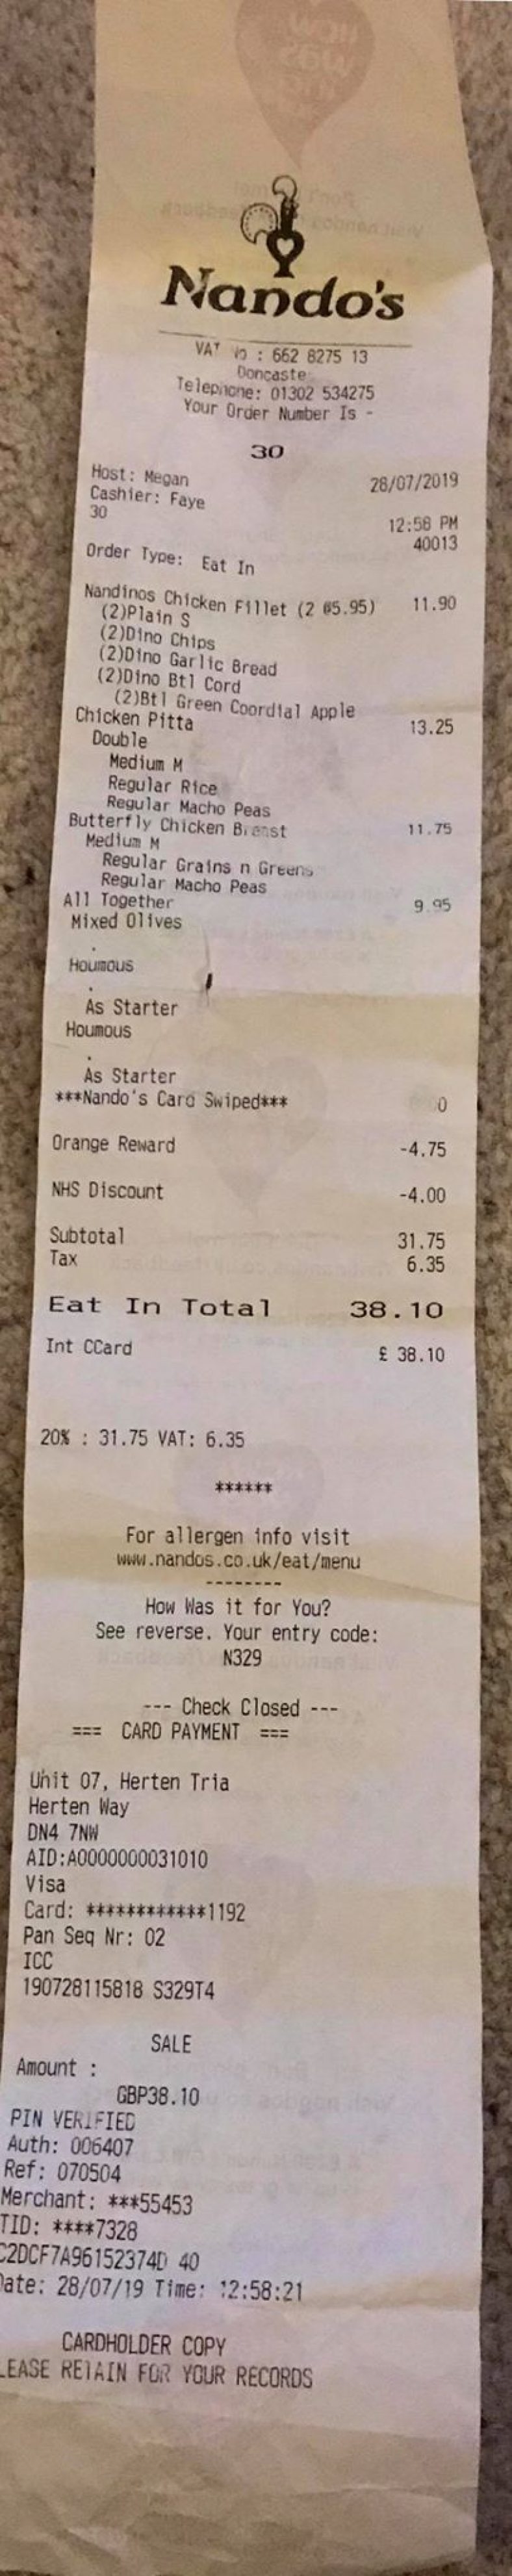 Nando's
VAT No : 662 8275 13
Doncaste
Telephone: 01302 534275
Your Order Number Is -
30
Host: Megan 28/07/2019
Cashier: Faye
30 12:58 PM
40013
Order Type: Eat In
Nandinos Chicken Fillet (2 @5.95) 11.90
(2)Plain S
(2)Dino Chips
(2)Dino Garlic Bread
(2)Dino Btl Cord
(2)Btl Green Coordial Apple
Chicken Pitta 13.25
Double
Medium M
Regular Rice
Regular Macho Peas
Butterfly Chicken Breast 11.75
Medium M
Regular Grains n Greens
Regular Macho Peas
All Together 9.95
Mixed Olives
.
Houmous
.
As Starter
Houmous
.
As Starter
***Nando's Card Swiped*** 0
Orange Reward -4.75
NHS Discount -4.00
Subtotal 31.75
Tax 6.35
Eat In Total 38.10
Int CCard £ 38.10
20% : 31.75 VAT: 6.35
******
For allergen info visit
www.nandos.co.uk/eat/menu
--------
How Was it for You?
See reverse. Your entry code:
N329
--- Check Closed ---
=== CARD PAYMENT ===
Unit 07, Herten Tria
Herten Way
DN4 7NW
AID:A0000000031010
Visa
Card: ************1192
Pan Seq Nr: 02
ICC
190728115818 S329T4
SALE
Amount :
GBP38.10
PIN VERIFIED
Auth: 006407
Ref: 070504
Merchant: ***55453
TID: ****7328
C2DCF7A96152374D 40
Date: 28/07/19 Time: 12:58:21
CARDHOLDER COPY
LEASE RETAIN FOR YOUR RECORDS